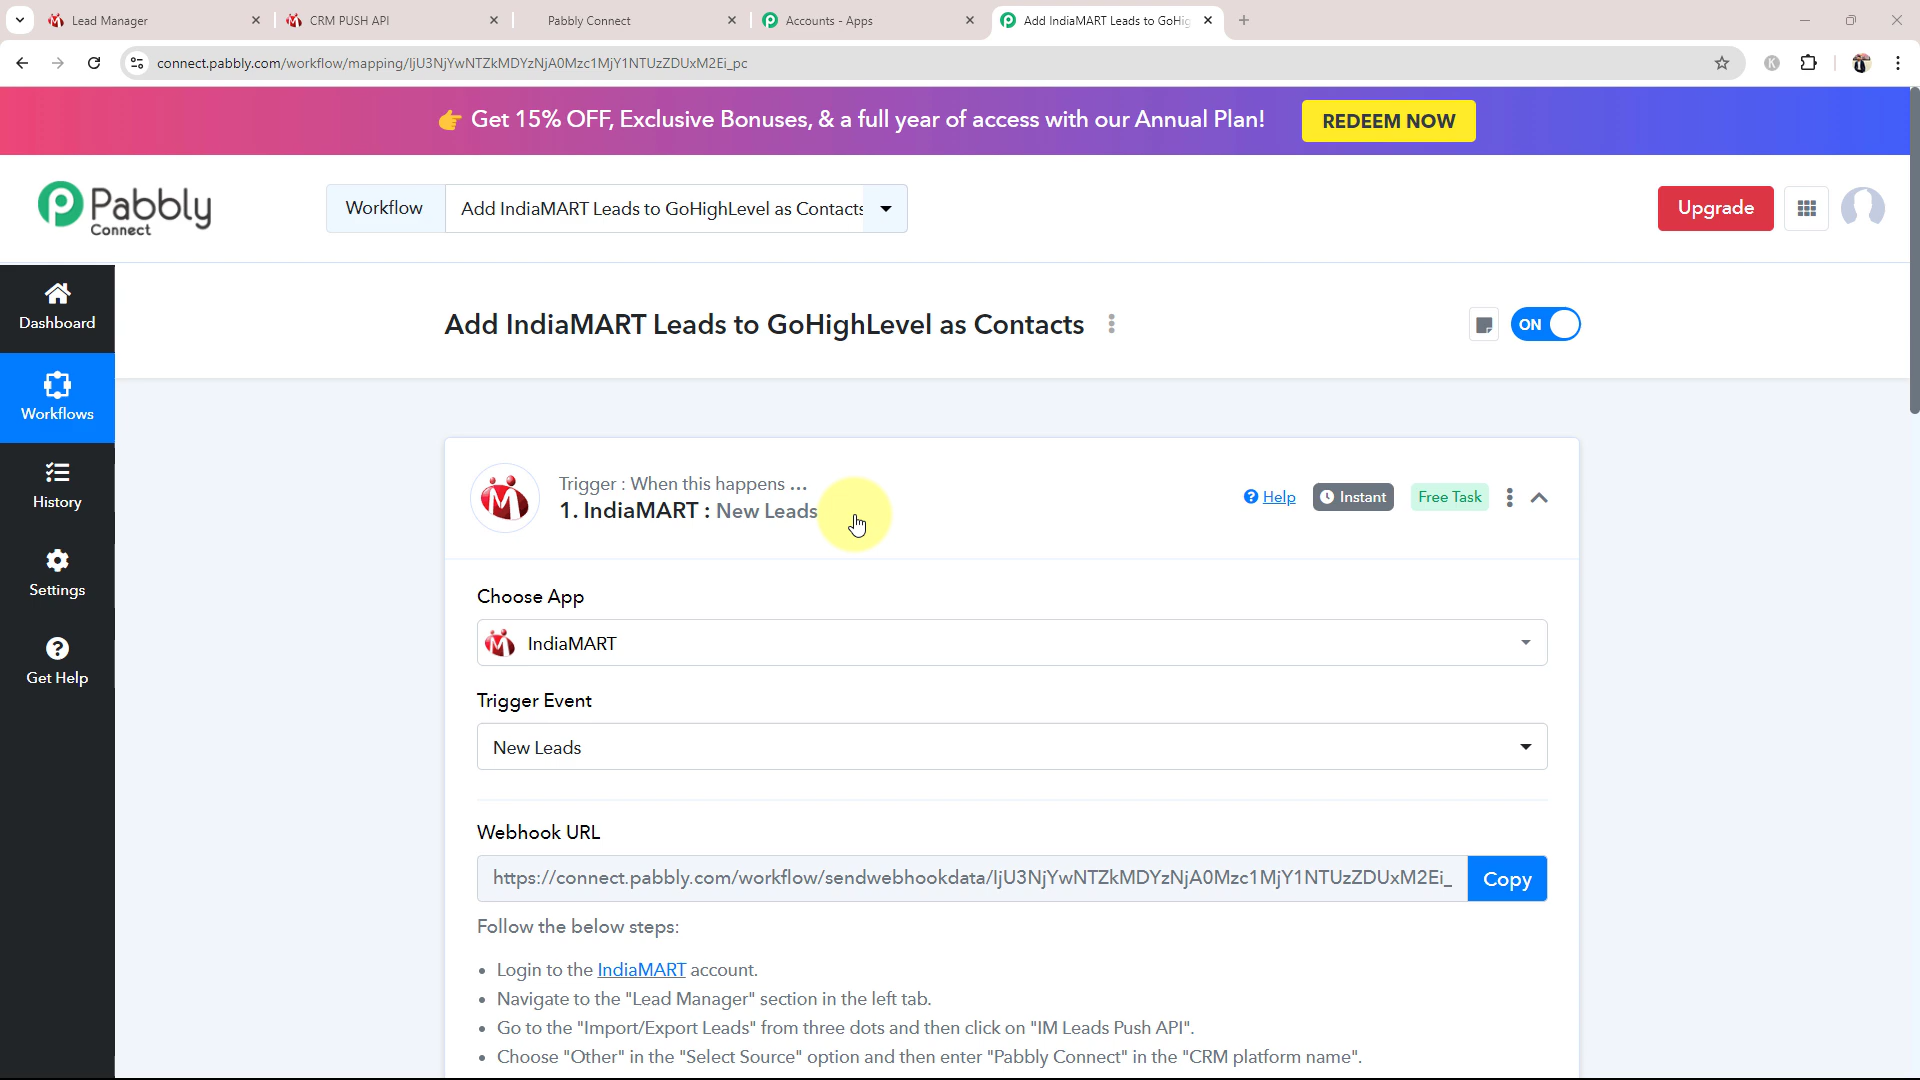 Lead Manager
CRM PUSH API
Pabbly Connect
Accounts - Apps
Add IndiaMART Leads to GoHig
connect.pabbly.com/workflow/mapping/IjU3NjYwNTZkMDYzNjA0Mzc1MjY1NTUzZDUxM2Ei_pc
👉 Get 15% OFF, Exclusive Bonuses, & a full year of access with our Annual Plan!
REDEEM NOW
Pabbly
Connect
Workflow
Add IndiaMART Leads to GoHighLevel as Contacts
Upgrade
Dashboard
Workflows
History
Settings
Get Help
Add IndiaMART Leads to GoHighLevel as Contacts
ON
Trigger : When this happens ...
1. IndiaMART : New Leads
Help
Instant
Free Task
Choose App
IndiaMART
Trigger Event
New Leads
Webhook URL
https://connect.pabbly.com/workflow/sendwebhookdata/IjU3NjYwNTZkMDYzNjA0Mzc1MjY1NTUzZDUxM2Ei_
Copy
Follow the below steps:
• Login to the IndiaMART account.
• Navigate to the "Lead Manager" section in the left tab.
• Go to the "Import/Export Leads" from three dots and then click on "IM Leads Push API".
• Choose "Other" in the "Select Source" option and then enter "Pabbly Connect" in the "CRM platform name".